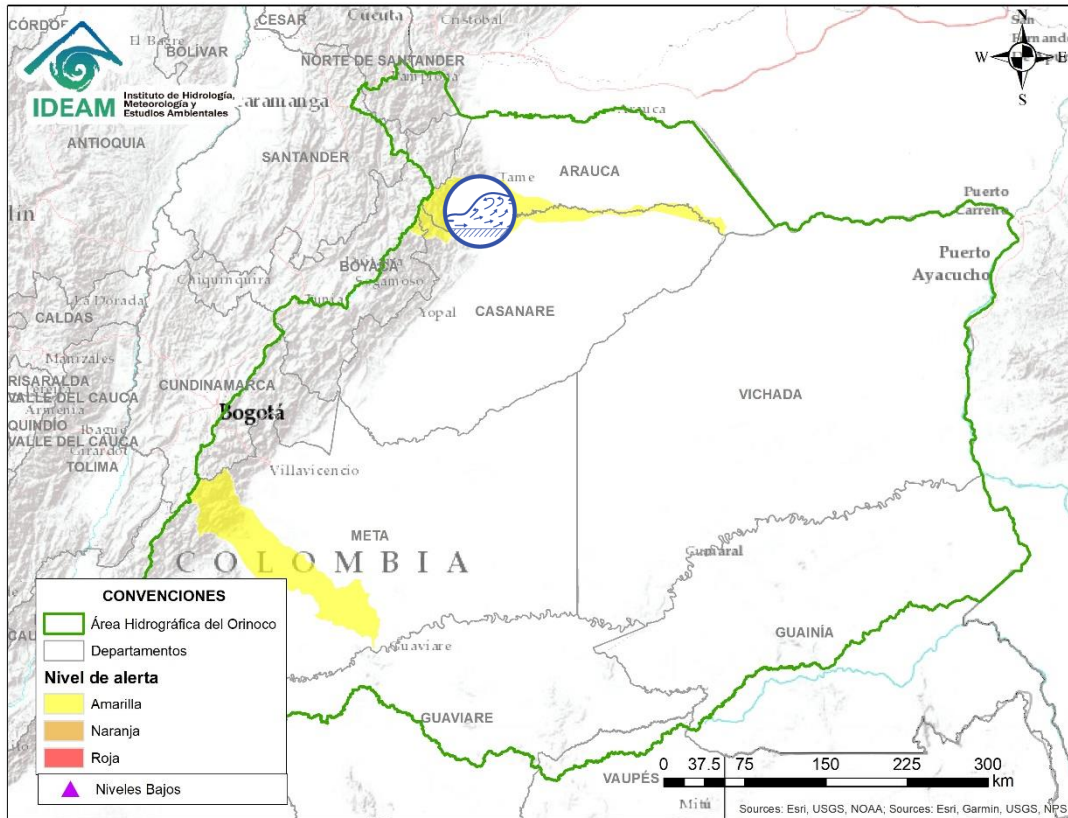 IDEAM
Instituto de Hidrología,
Meteorología y
Estudios Ambientales
CESAR
Cucuta
Cristobal
El Bagre
BOLÍVAR
NORTE DE SANTANDER
N
W
E
S
San
Arauca
ANTIOQUIA
SANTANDER
Tame
ARAUCA
Puerto
Carreño
Puerto
Ayacucho
BOYACÁ
Chiquinquira
Yopal
CASANARE
La Dorada
CALDAS
Manizales
CUNDINAMARCA
RISARALDA
VALLE DEL CAUCA
Armenia
Bogotá
VICHADA
QUINDÍO
Ibague
VALLE DEL CAUCA
Girardot
TOLIMA
Villavicencio
META
COLOMBIA
Guaviare
GUAINÍA
GUAVIARE
VAUPÉS
Mitú
CONVENCIONES
Área Hidrográfica del Orinoco
Departamentos
Nivel de alerta
Amarilla
Naranja
Roja
Niveles Bajos
0 37.5 75 150 225 300
km
Sources: Esri, USGS, NOAA; Sources: Esri, Garmin, USGS, NPS